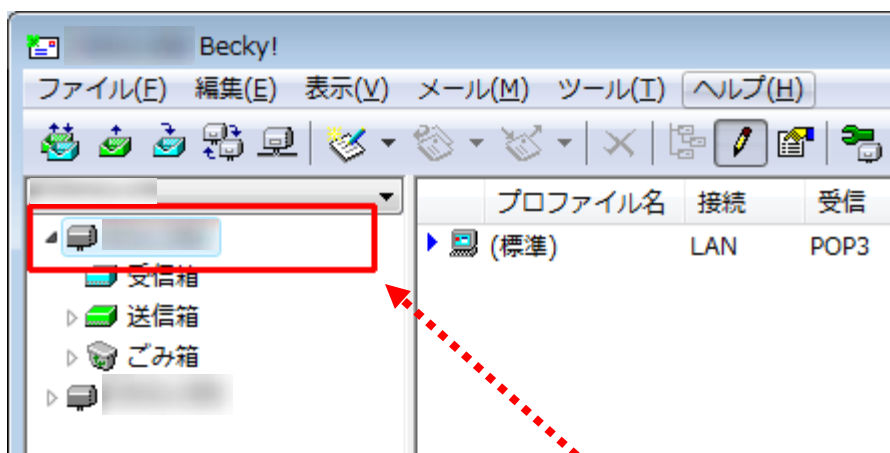 Becky!
ファイル(F) 編集(E) 表示(V) メール(M) ツール(T) ヘルプ(H)
プロファイル名 接続 受信
(標準) LAN POP3
受信箱
送信箱
ごみ箱